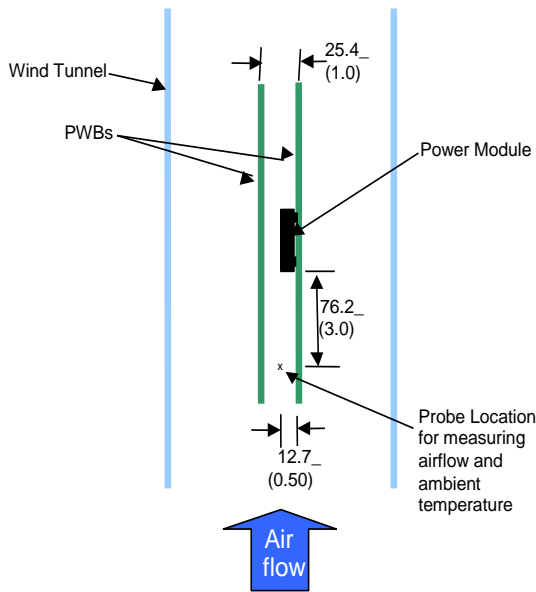 25.4_
(1.0)
Wind Tunnel
PWBs
Power Module
76.2_
(3.0)
x
Probe Location
for measuring
airflow and
ambient
temperature
12.7_
(0.50)
Air
flow